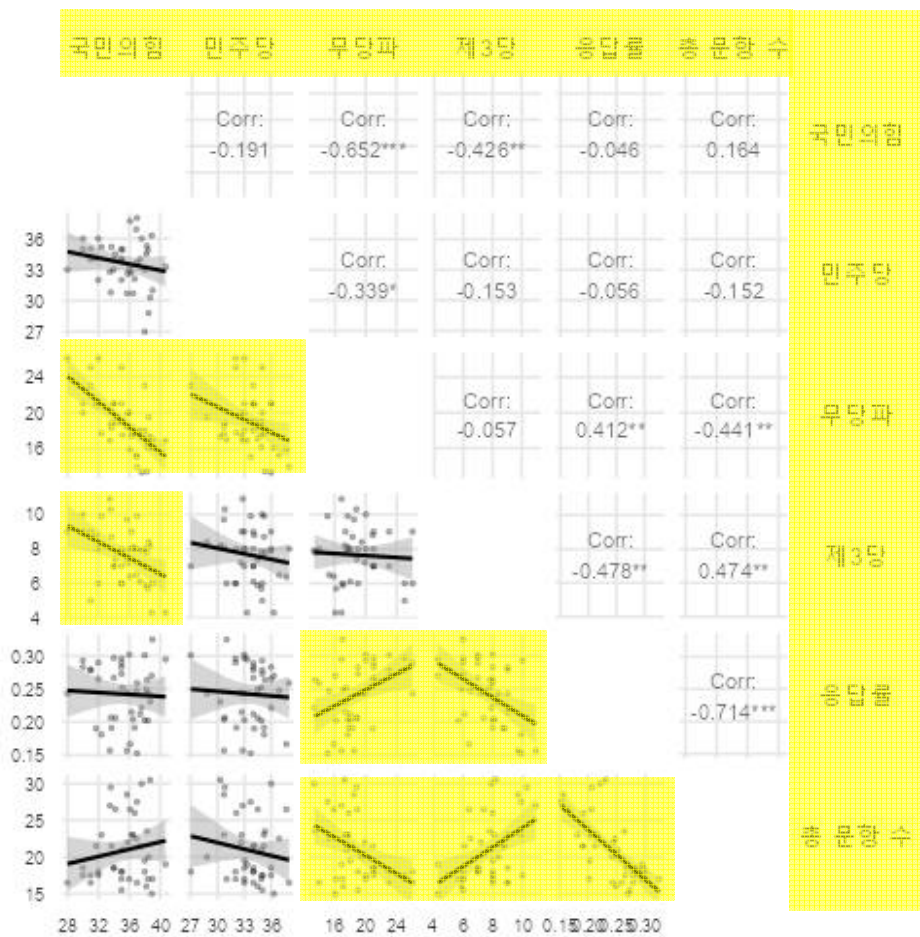 국민의힘 민주당 무당파 제3당 응답률 총 문항 수
Corr: Corr: Corr: Corr: Corr:
-0.191 -0.652*** -0.426** -0.046 0.164
국민의힘
36 33 30 27
Corr: Corr: Corr: Corr:
-0.339* -0.153 -0.056 -0.152
민주당
24 20 16
Corr: Corr: Corr:
-0.057 0.412** -0.441**
무당파
10 8 6 4
Corr: Corr:
-0.478** 0.474**
제3당
0.30 0.25 0.20 0.15
Corr:
-0.714***
응답률
30 25 20 15
총 문항 수
28 32 36 40 27 30 33 36 16 20 24 4 6 8 10 0.15 0.20 0.25 0.30